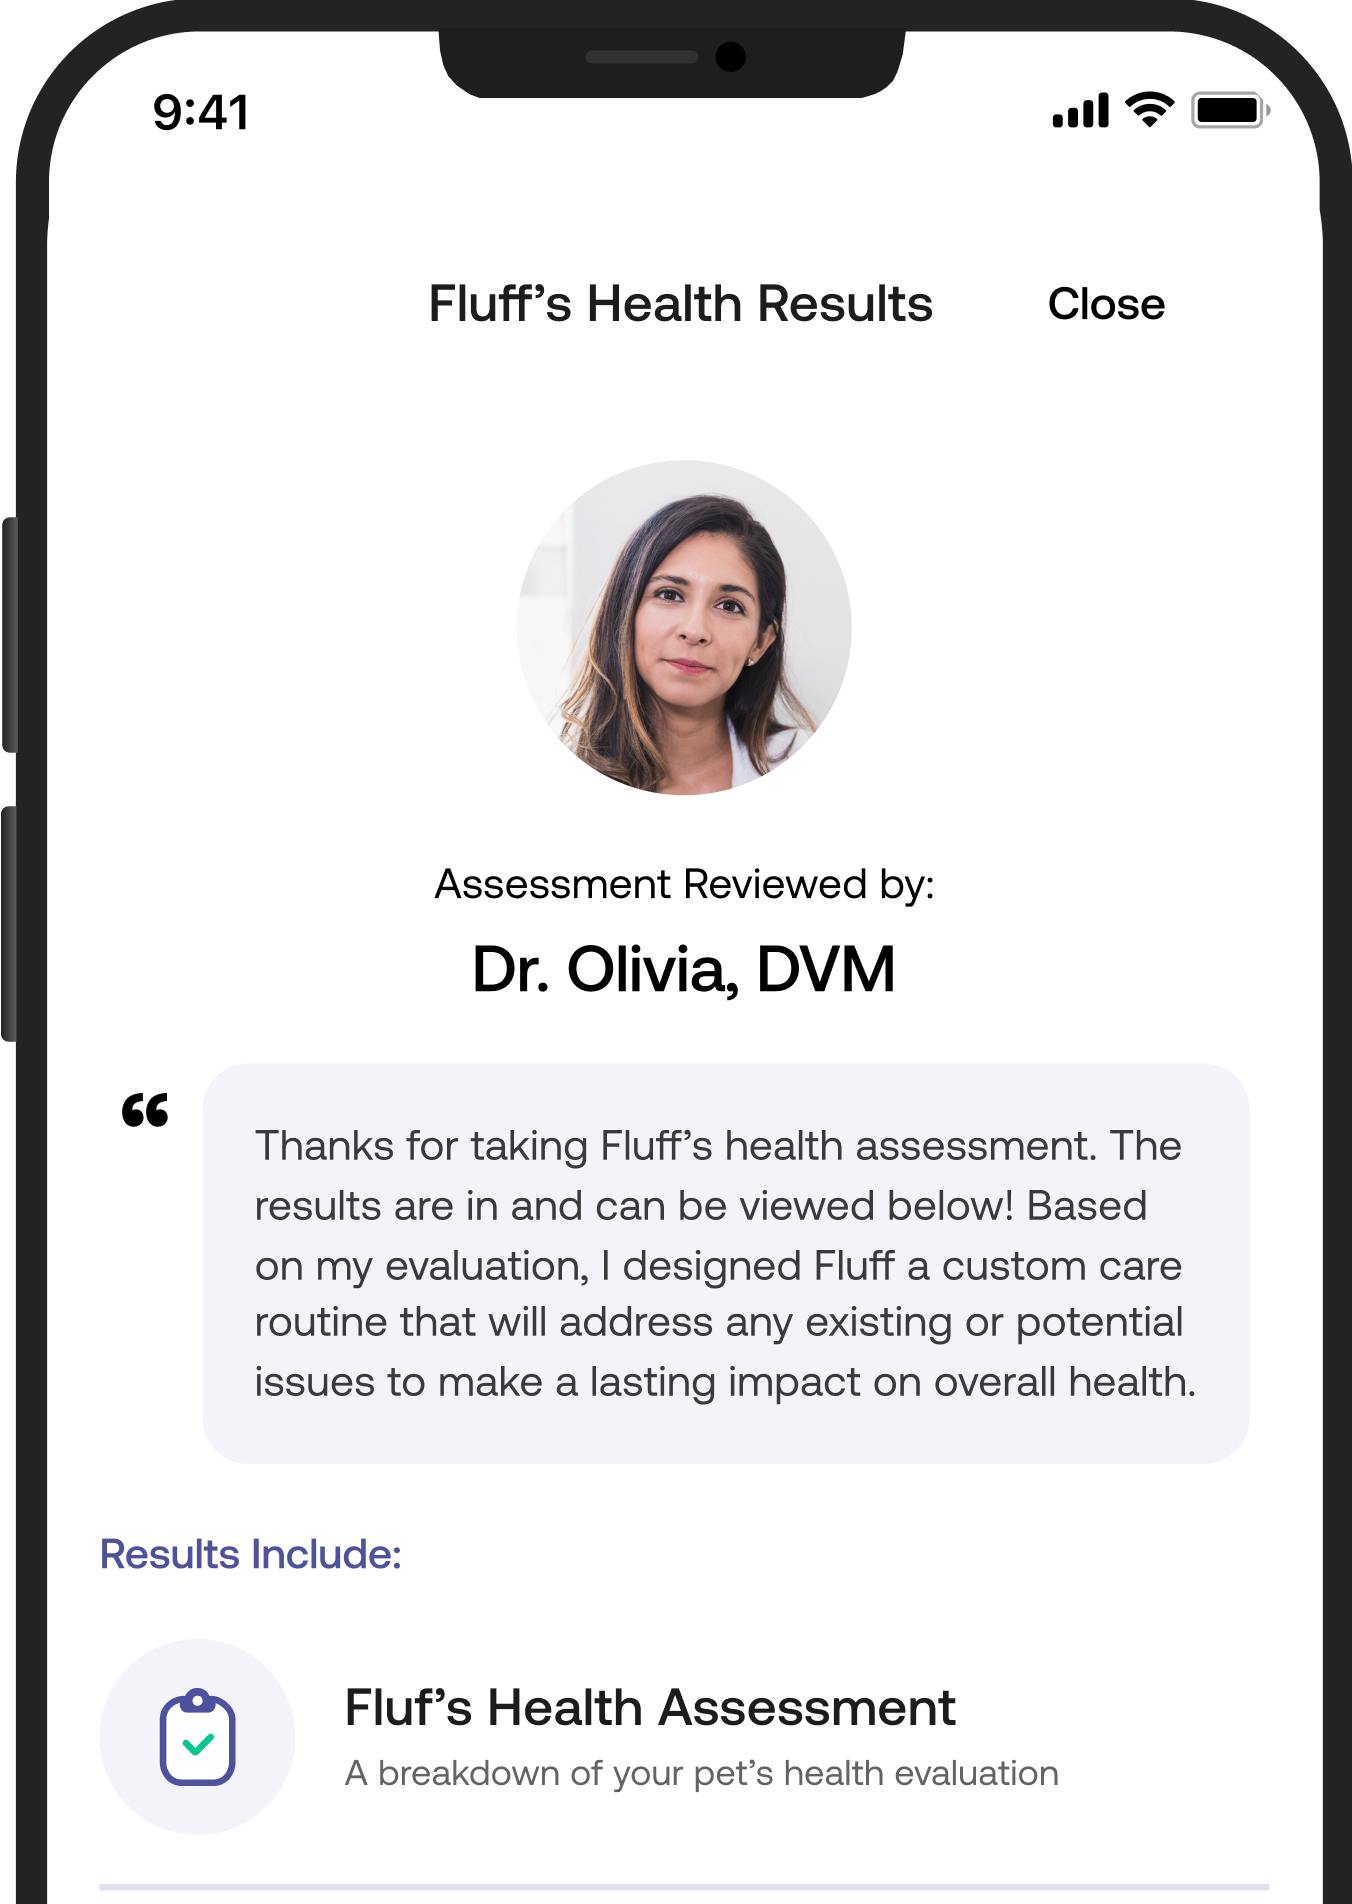 9:41
Fluff’s Health Results
Close
Assessment Reviewed by:
Dr. Olivia, DVM
“
Thanks for taking Fluff’s health assessment. The
results are in and can be viewed below! Based
on my evaluation, I designed Fluff a custom care
routine that will address any existing or potential
issues to make a lasting impact on overall health.
Results Include:
Fluf’s Health Assessment
A breakdown of your pet’s health evaluation